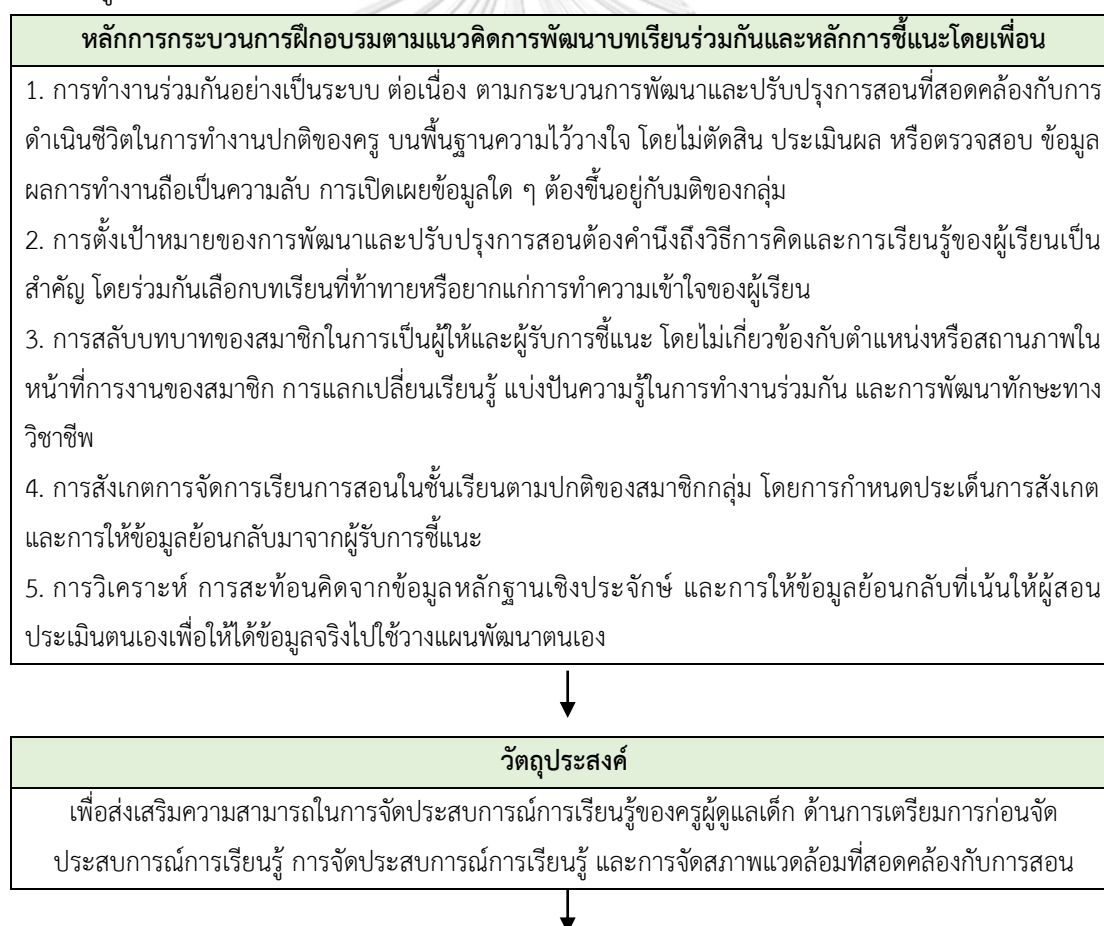 หลักการกระบวนการฝึกอบรมตามแนวคิดการพัฒนาบทเรียนร่วมกันและหลักการชี้แนะโดยเพื่อน
1. การทำงานร่วมกันอย่างเป็นระบบ ต่อเนื่อง ตามกระบวนการพัฒนาและปรับปรุงการสอนที่สอดคล้องกับการ
ดำเนินชีวิตในการทำงานปกติของครู บนพื้นฐานความไว้วางใจ โดยไม่ตัดสิน ประเมินผล หรือตรวจสอบ ข้อมูล
ผลการทำงานถือเป็นความลับ การเปิดเผยข้อมูลใด ๆ ต้องขึ้นอยู่กับมติของกลุ่ม
2. การตั้งเป้าหมายของการพัฒนาและปรับปรุงการสอนต้องคำนึงถึงวิธีการคิดและการเรียนรู้ของผู้เรียนเป็น
สำคัญ โดยร่วมกันเลือกบทเรียนที่ท้าทายหรือยากแก่การทำความเข้าใจของผู้เรียน
3. การสลับบทบาทของสมาชิกในการเป็นผู้ให้และผู้รับการชี้แนะ โดยไม่เกี่ยวข้องกับตำแหน่งหรือสถานภาพใน
หน้าที่การงานของสมาชิก การแลกเปลี่ยนเรียนรู้ แบ่งปันความรู้ในการทำงานร่วมกัน และการพัฒนาทักษะทาง
วิชาชีพ
4. การสังเกตการจัดการเรียนการสอนในชั้นเรียนตามปกติของสมาชิกกลุ่ม โดยการกำหนดประเด็นการสังเกต
และการให้ข้อมูลย้อนกลับมาจากผู้รับการชี้แนะ
5. การวิเคราะห์ การสะท้อนคิดจากข้อมูลหลักฐานเชิงประจักษ์ และการให้ข้อมูลย้อนกลับที่เน้นให้ผู้สอน
ประเมินตนเองเพื่อให้ได้ข้อมูลจริงไปใช้วางแผนพัฒนาตนเอง
วัตถุประสงค์
เพื่อส่งเสริมความสามารถในการจัดประสบการณ์การเรียนรู้ของครูผู้ดูแลเด็ก ด้านการเตรียมการก่อนจัด
ประสบการณ์การเรียนรู้ การจัดประสบการณ์การเรียนรู้ และการจัดสภาพแวดล้อมที่สอดคล้องกับการสอน